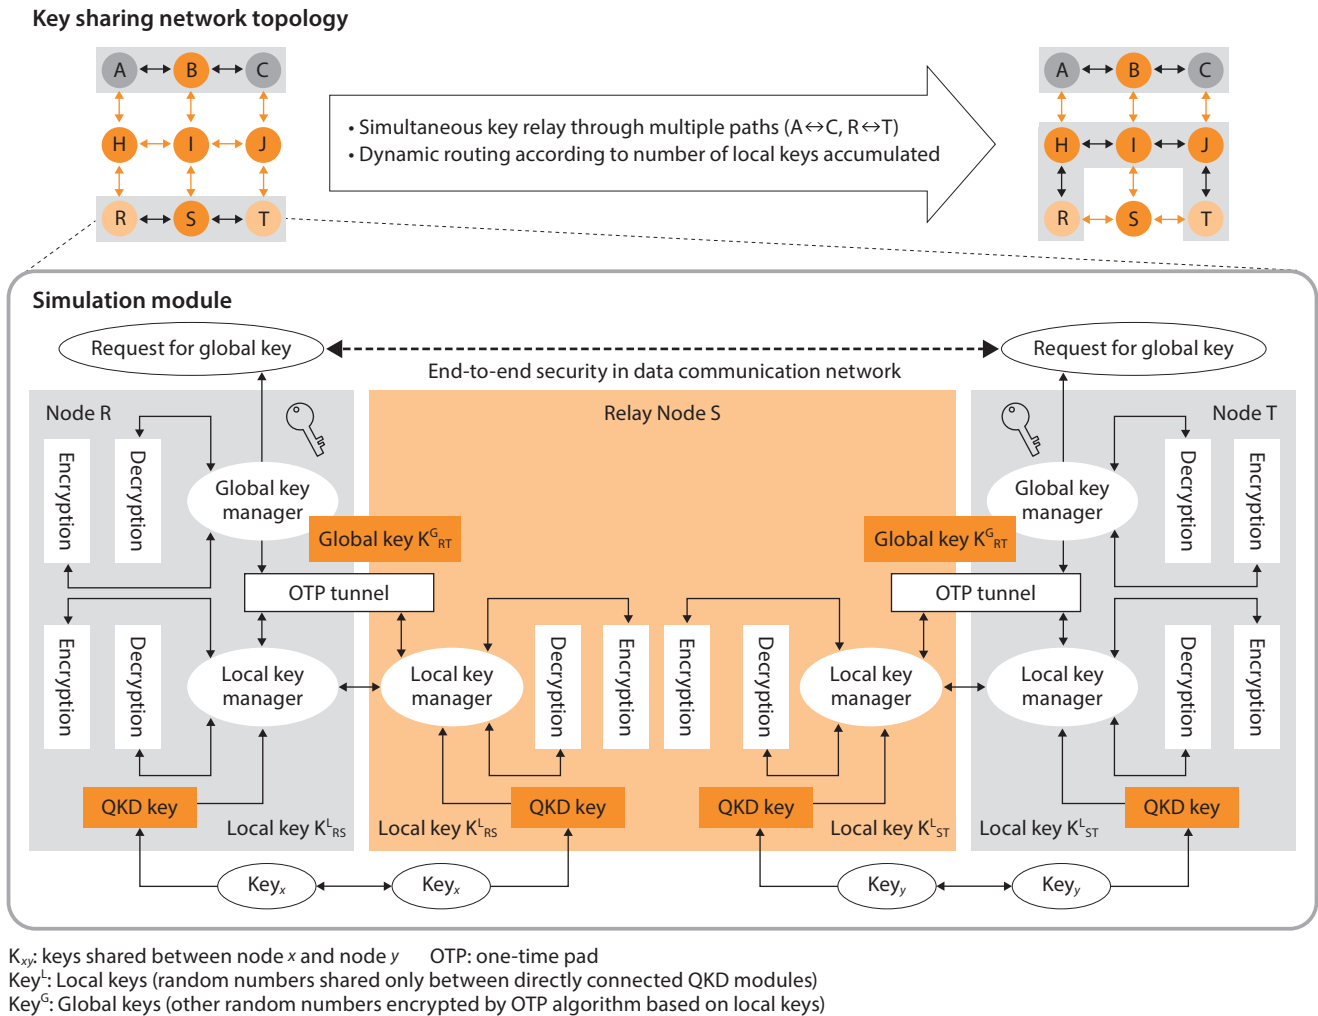 Key sharing network topology
A B C
H I J
R S T
• Simultaneous key relay through multiple paths (A↔C, R↔T)
• Dynamic routing according to number of local keys accumulated
A B C
H I J
R S T
Simulation module
Request for global key
Request for global key
End-to-end security in data communication network
Node R
Relay Node S
Node T
Encryption
Decryption
Global key
manager
Global key K^G_RT
OTP tunnel
Encryption
Decryption
Local key
manager
QKD key
Local key K^L_RS
Local key
manager
Decryption
Encryption
Local key K^L_RS
QKD key
Encryption
Decryption
Local key
manager
QKD key
Local key K^L_ST
Global key K^G_RT
Global key
manager
Decryption
Encryption
OTP tunnel
Local key
manager
Decryption
Encryption
Local key K^L_ST
QKD key
Key_x
Key_x
Key_y
Key_y
K_xy: keys shared between node x and node y OTP: one-time pad
Key^L: Local keys (random numbers shared only between directly connected QKD modules)
Key^G: Global keys (other random numbers encrypted by OTP algorithm based on local keys)